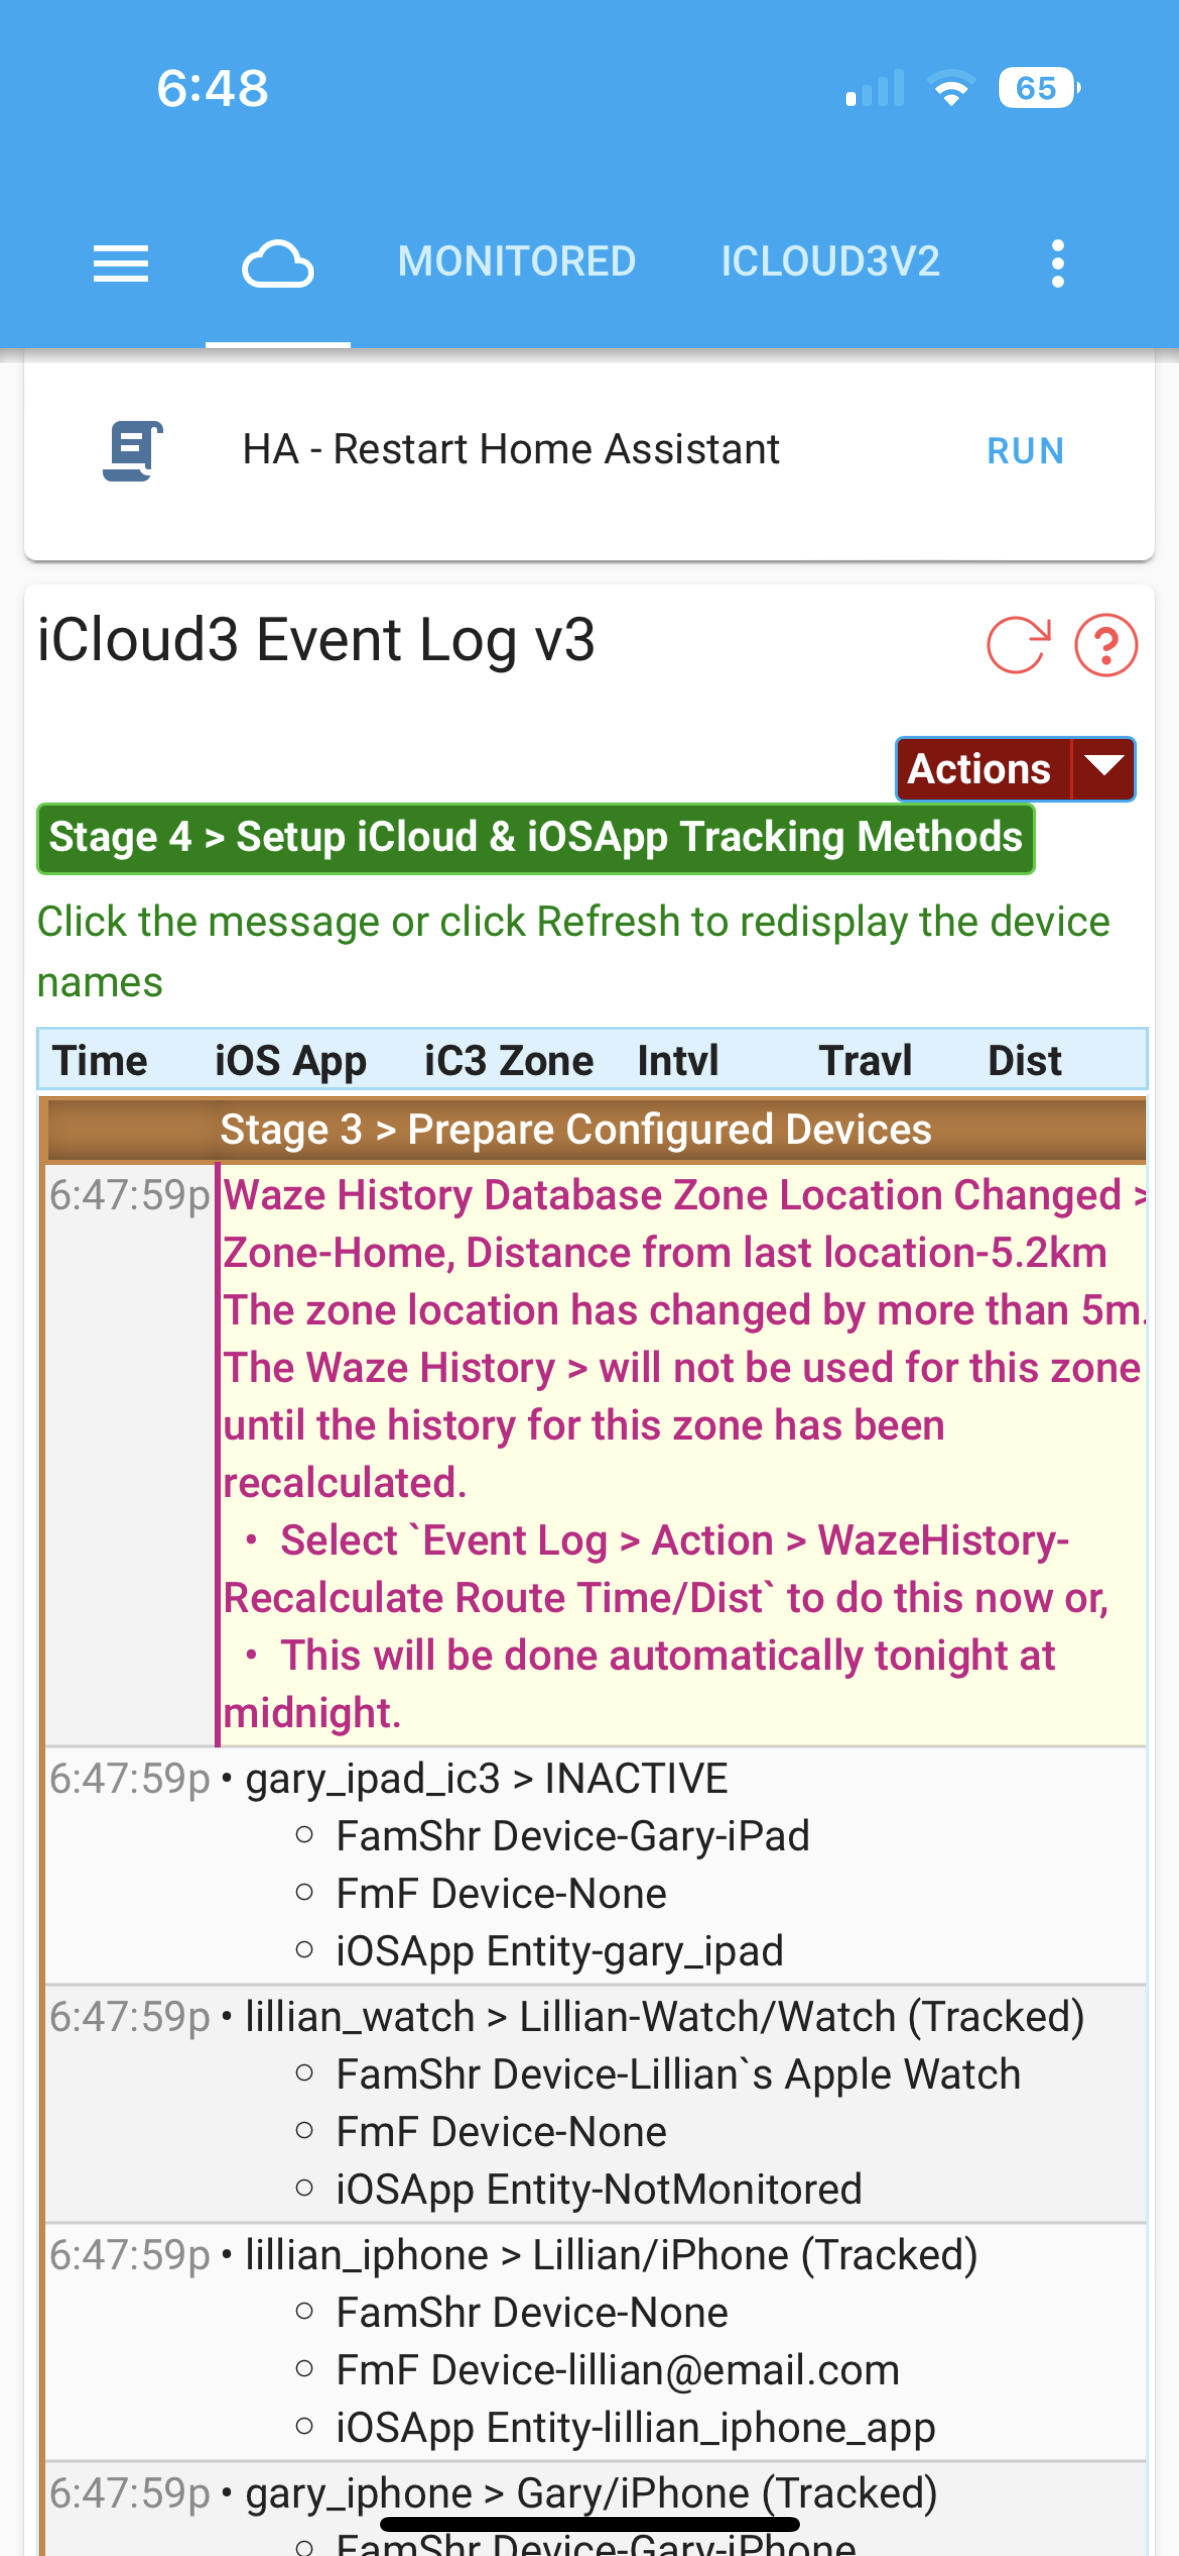 6:48
65
MONITORED
ICLOUD3V2
HA - Restart Home Assistant
RUN
iCloud3 Event Log v3
?
Actions
Stage 4 > Setup iCloud & iOSApp Tracking Methods
Click the message or click Refresh to redisplay the device
names
Time iOS App iC3 Zone Intvl Travl Dist
Stage 3 > Prepare Configured Devices
6:47:59p Waze History Database Zone Location Changed >
Zone-Home, Distance from last location-5.2km
The zone location has changed by more than 5m.
The Waze History > will not be used for this zone
until the history for this zone has been
recalculated.
• Select `Event Log > Action > WazeHistory-
Recalculate Route Time/Dist` to do this now or,
• This will be done automatically tonight at
midnight.
6:47:59p • gary_ipad_ic3 > INACTIVE
○ FamShr Device-Gary-iPad
○ FmF Device-None
○ iOSApp Entity-gary_ipad
6:47:59p • lillian_watch > Lillian-Watch/Watch (Tracked)
○ FamShr Device-Lillian`s Apple Watch
○ FmF Device-None
○ iOSApp Entity-NotMonitored
6:47:59p • lillian_iphone > Lillian/iPhone (Tracked)
○ FamShr Device-None
○ FmF Device-lillian@email.com
○ iOSApp Entity-lillian_iphone_app
6:47:59p • gary_iphone > Gary/iPhone (Tracked)
○ FamShr Device-Gary-iPhone